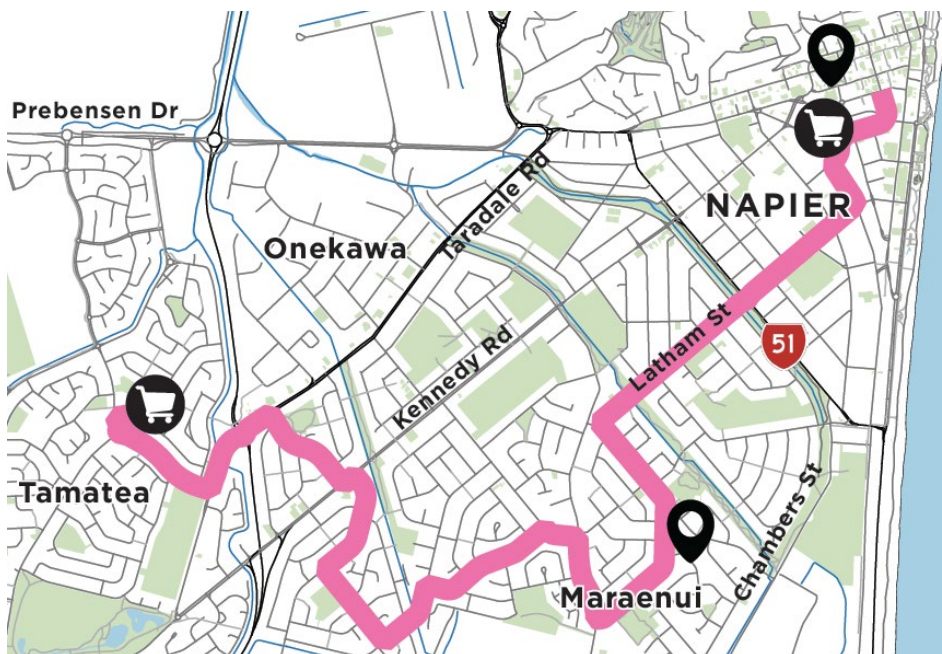 Prebensen Dr
Taradale Rd
NAPIER
Onekawa
Latham St
51
Kennedy Rd
Tamatea
Chambers St
Maraenui